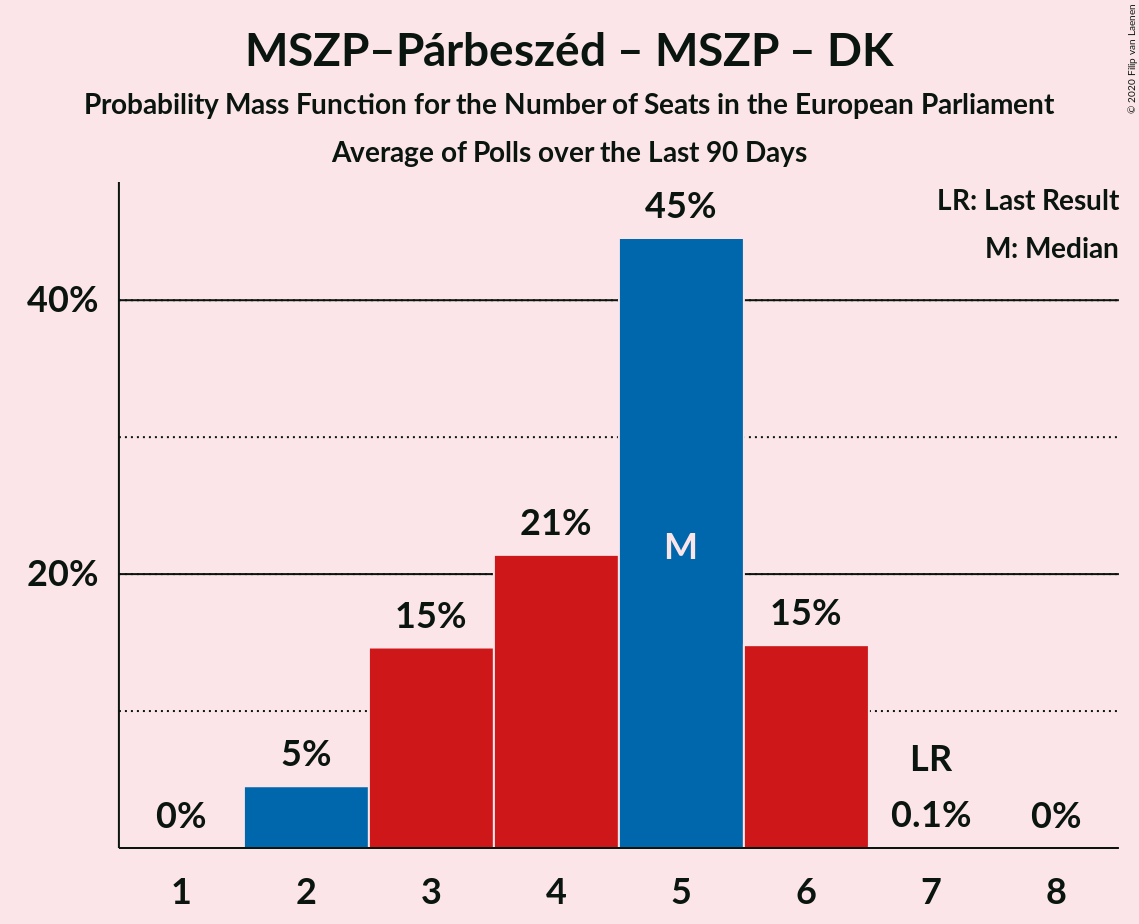 MSZP–Párbeszéd – MSZP – DK
Probability Mass Function for the Number of Seats in the European Parliament
Average of Polls over the Last 90 Days
© 2020 Filip van Laenen
LR: Last Result
M: Median
45%
40%
21%
M
20%
15%
15%
5%
LR
0%
0.1%
0%
1 2 3 4 5 6 7 8